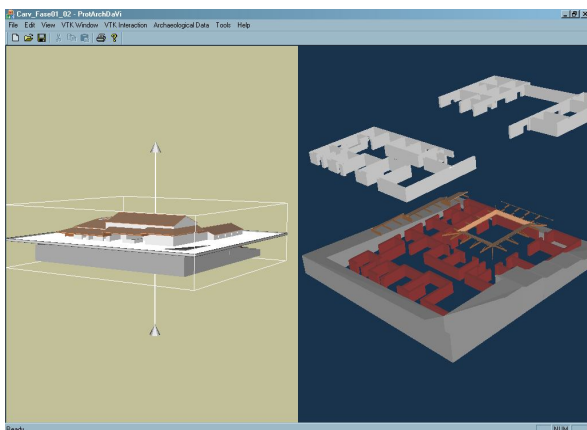 Carv_Fase01_02 - ProtArchDaVi
File Edit View VTK Window VTK Interaction Archaeological Data Tools Help
Ready NUM